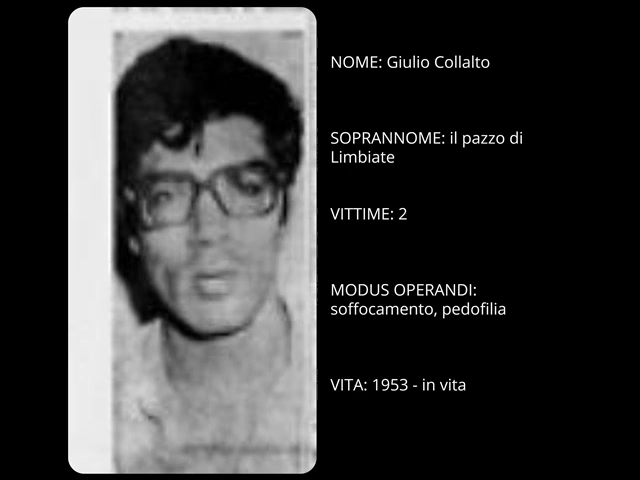 NOME: Giulio Collalto
SOPRANNOME: il pazzo di
Limbiate
VITTIME: 2
MODUS OPERANDI:
soffocamento, pedofilia
VITA: 1953 - in vita